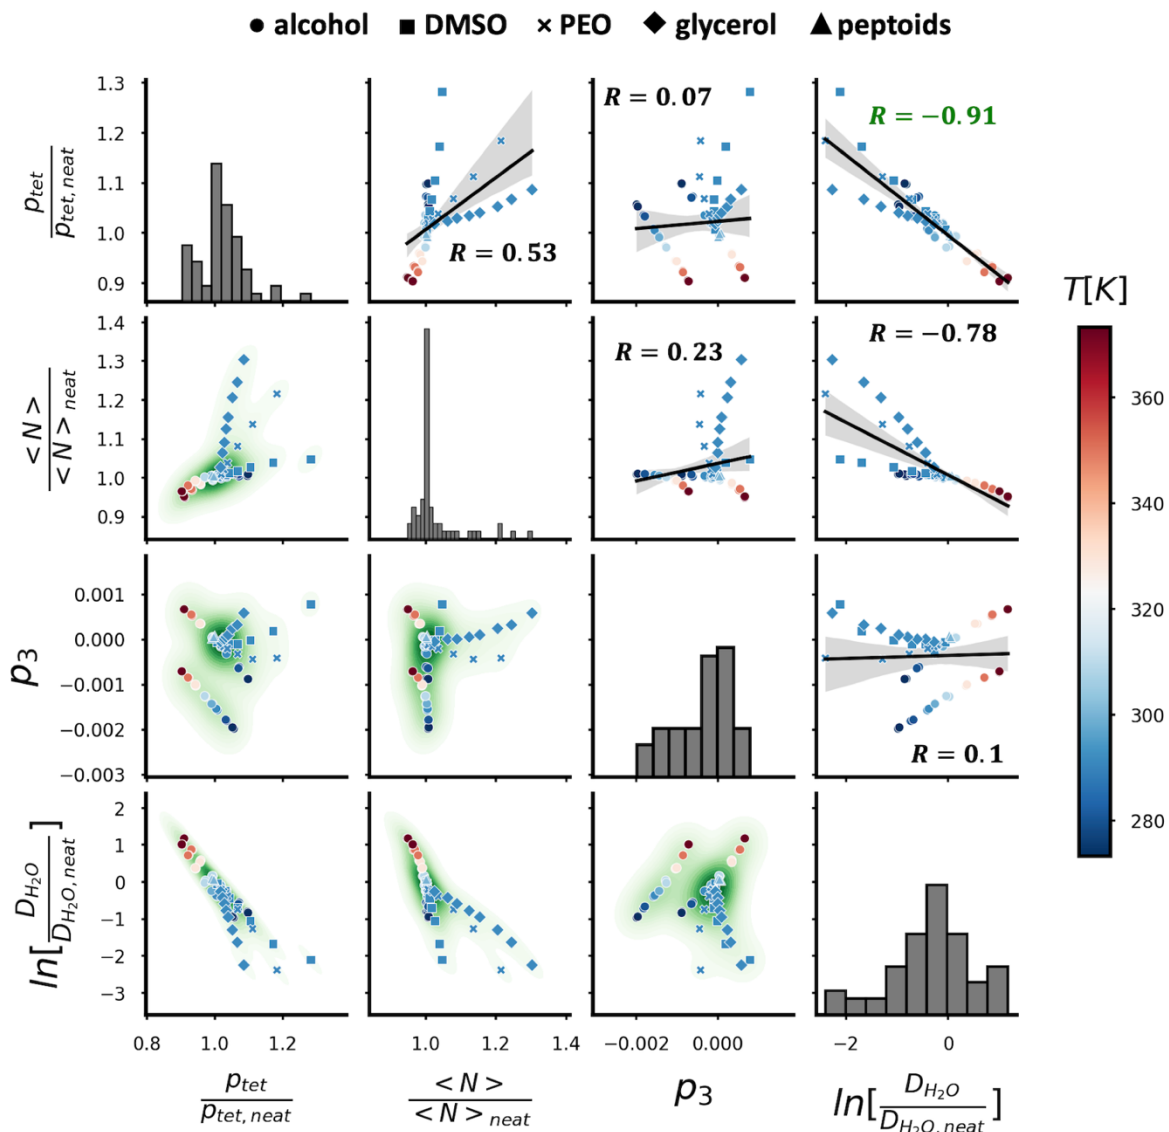 ● alcohol ■ DMSO × PEO ◆ glycerol ▲ peptoids
p_tet / p_tet,neat
1.3
1.2
1.1
1.0
0.9
R = 0.53
R = 0.07
R = −0.91
<N> / <N>neat
1.4
1.3
1.2
1.1
1.0
0.9
R = 0.23
R = −0.78
p3
0.001
0.000
−0.001
−0.002
−0.003
R = 0.1
ln[D_H2O / D_H2O,neat]
2
1
0
−1
−2
−3
0.8 1.0 1.2
1.0 1.2 1.4
−0.002 0.000
−2 0
p_tet / p_tet,neat
<N> / <N>neat
p3
ln[D_H2O / D_H2O,neat]
T[K]
360
340
320
300
280